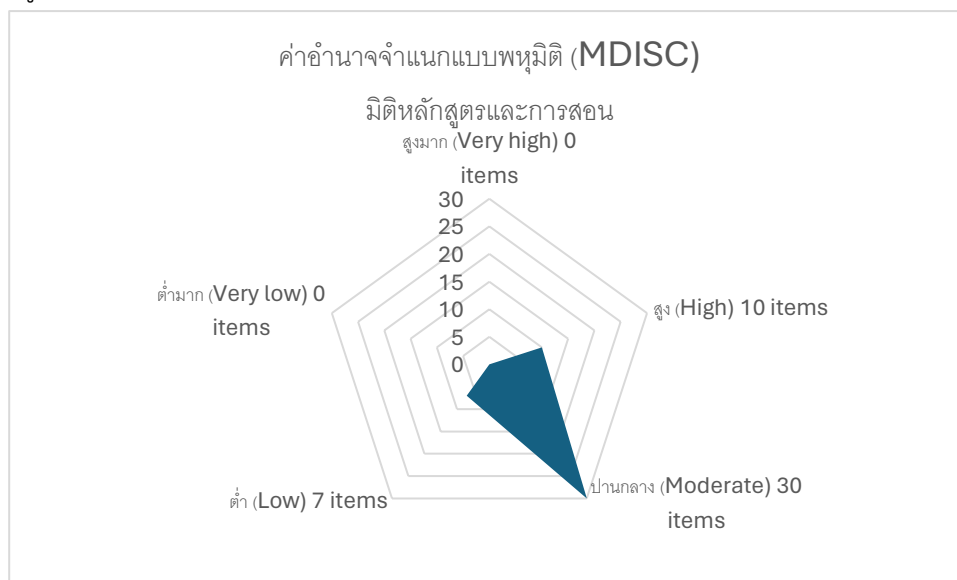 ค่าอำนาจจำแนกแบบพหุมิติ (MDISC)
มิติหลักสูตรและการสอน
สูงมาก (Very high) 0
items
30
25
20
15
10
5
0
ต่ำมาก (Very low) 0
items
สูง (High) 10 items
ต่ำ (Low) 7 items
ปานกลาง (Moderate) 30
items